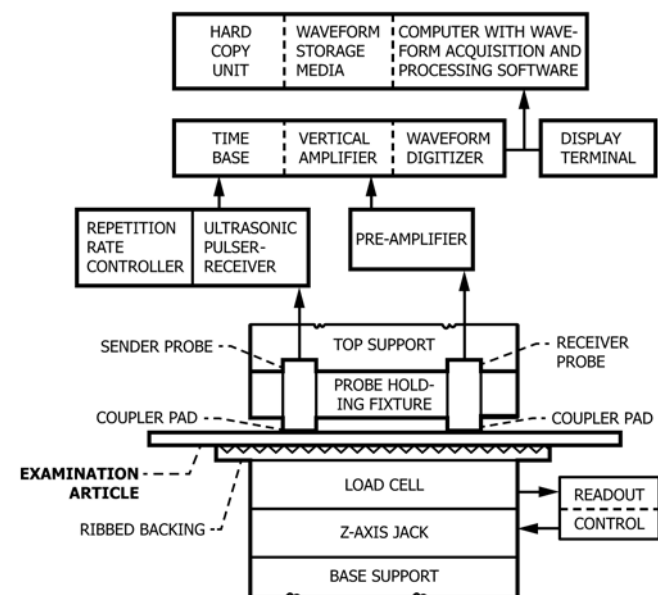 HARD
COPY
UNIT
WAVEFORM
STORAGE
MEDIA
COMPUTER WITH WAVE-
FORM ACQUISITION AND
PROCESSING SOFTWARE
TIME
BASE
VERTICAL
AMPLIFIER
WAVEFORM
DIGITIZER
DISPLAY
TERMINAL
REPETITION
RATE
CONTROLLER
ULTRASONIC
PULSER-
RECEIVER
PRE-AMPLIFIER
SENDER PROBE
TOP SUPPORT
RECEIVER
PROBE
PROBE HOLD-
ING FIXTURE
COUPLER PAD
COUPLER PAD
EXAMINATION
ARTICLE
LOAD CELL
READOUT
RIBBED BACKING
Z-AXIS JACK
CONTROL
BASE SUPPORT